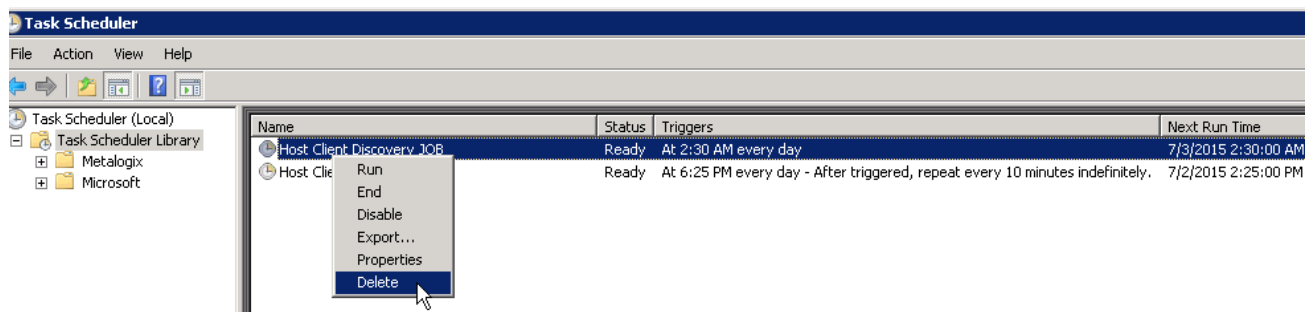 Task Scheduler
File Action View Help
Task Scheduler (Local)
Task Scheduler Library
Metalogix
Microsoft
Name Status Triggers Next Run Time
Host Client Discovery JOB Ready At 2:30 AM every day 7/3/2015 2:30:00 AM
Host Clie Ready At 6:25 PM every day - After triggered, repeat every 10 minutes indefinitely. 7/2/2015 2:25:00 PM
Run
End
Disable
Export...
Properties
Delete